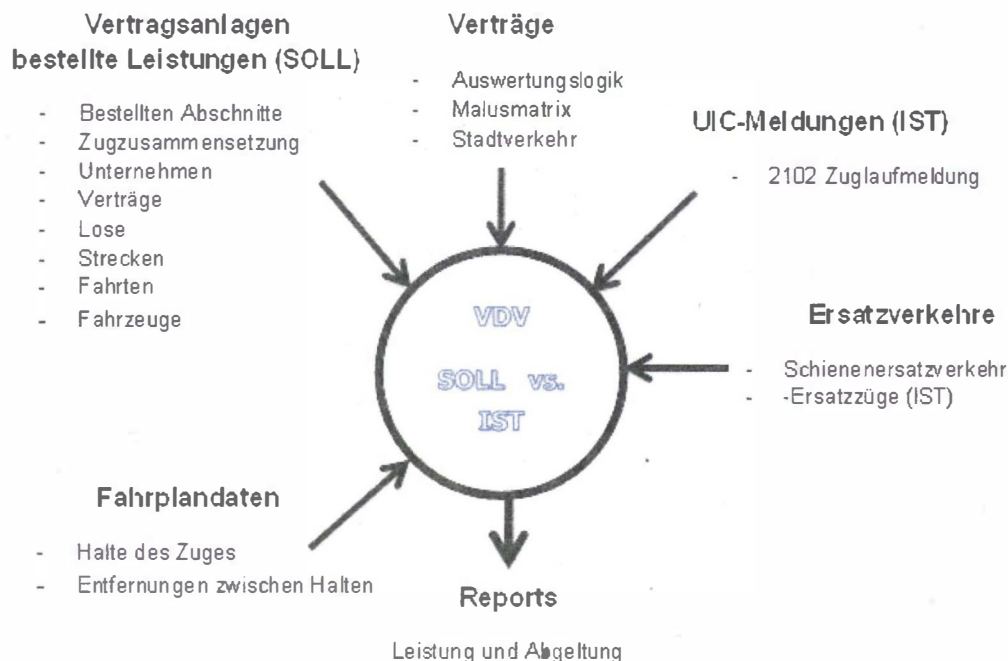 Vertragsanlagen
bestellte Leistungen (SOLL)
- Bestellten Abschnitte
- Zugzusammensetzung
- Unternehmen
- Verträge
- Lose
- Strecken
- Fahrten
- Fahrzeuge
Verträge
- Auswertungslogik
- Malusmatrix
- Stadtverkehr
UIC-Meldungen (IST)
- 2102 Zuglaufmeldung
VDV
SOLL vs.
IST
Ersatzverkehre
- Schienenersatzverkehr
- -Ersatzzüge (IST)
Fahrplandaten
- Halte des Zuges
- Entfernungen zwischen Halten
Reports
Leistung und Abgeltung